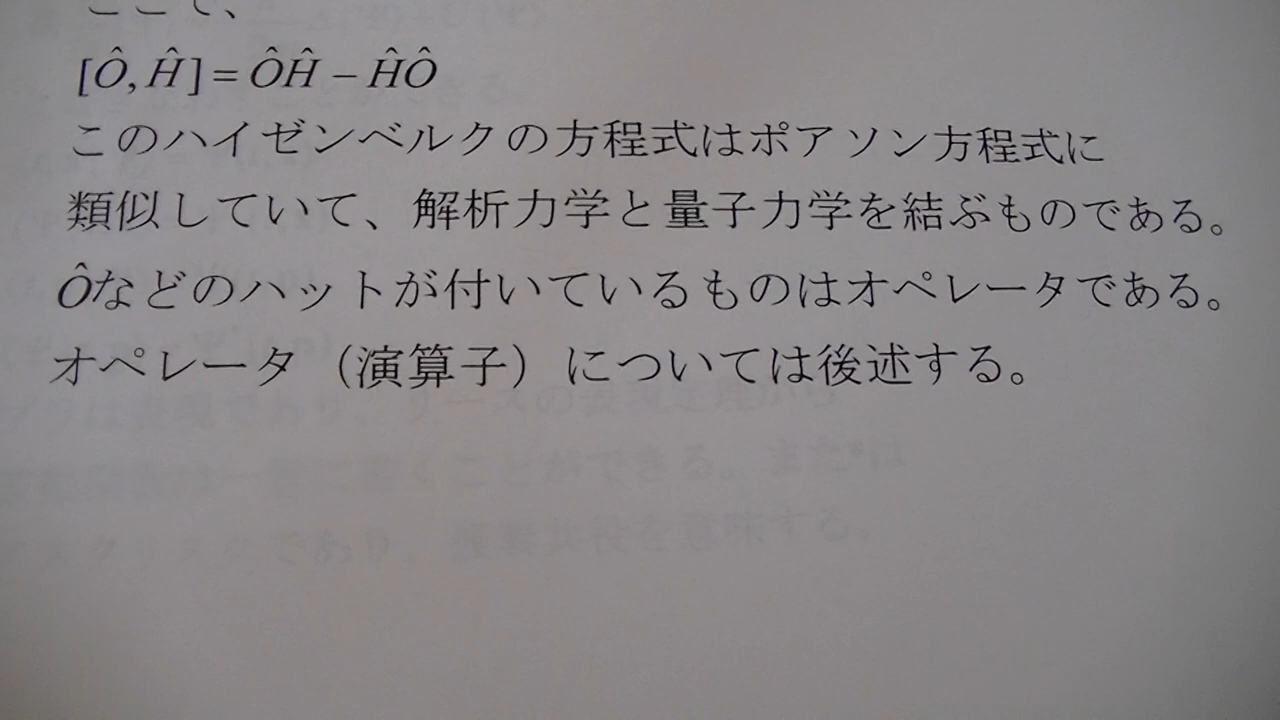 ここで、
[Ô,Ĥ]=ÔĤ−ĤÔ
このハイゼンベルクの方程式はポアソン方程式に
類似していて、解析力学と量子力学を結ぶものである。
Ôなどのハットが付いているものはオペレータである。
オペレータ（演算子）については後述する。